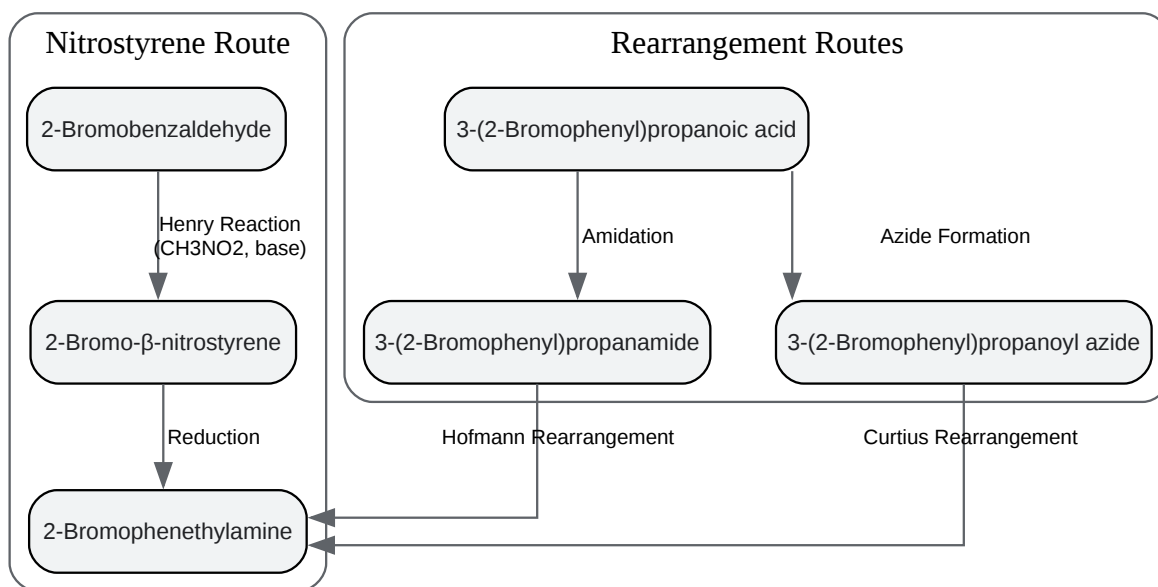 Nitrostyrene Route
Rearrangement Routes
2-Bromobenzaldehyde
3-(2-Bromophenyl)propanoic acid
Henry Reaction
(CH3NO2, base)
Amidation
Azide Formation
2-Bromo-β-nitrostyrene
3-(2-Bromophenyl)propanamide
3-(2-Bromophenyl)propanoyl azide
Reduction
Hofmann Rearrangement
Curtius Rearrangement
2-Bromophenethylamine